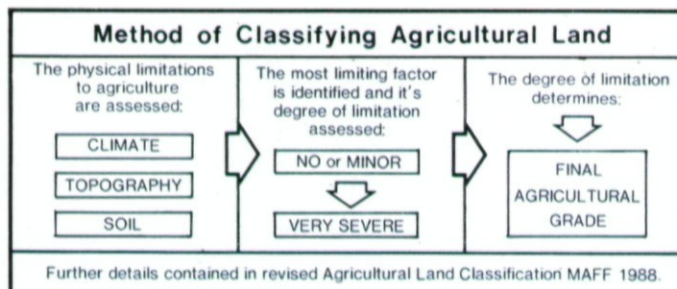 Method of Classifying Agricultural Land
The physical limitations
to agriculture
are assessed:
CLIMATE
TOPOGRAPHY
SOIL
The most limiting factor
is identified and it's
degree of limitation
assessed:
NO or MINOR
VERY SEVERE
The degree of limitation
determines:
FINAL
AGRICULTURAL
GRADE
Further details contained in revised Agricultural Land Classification MAFF 1988.